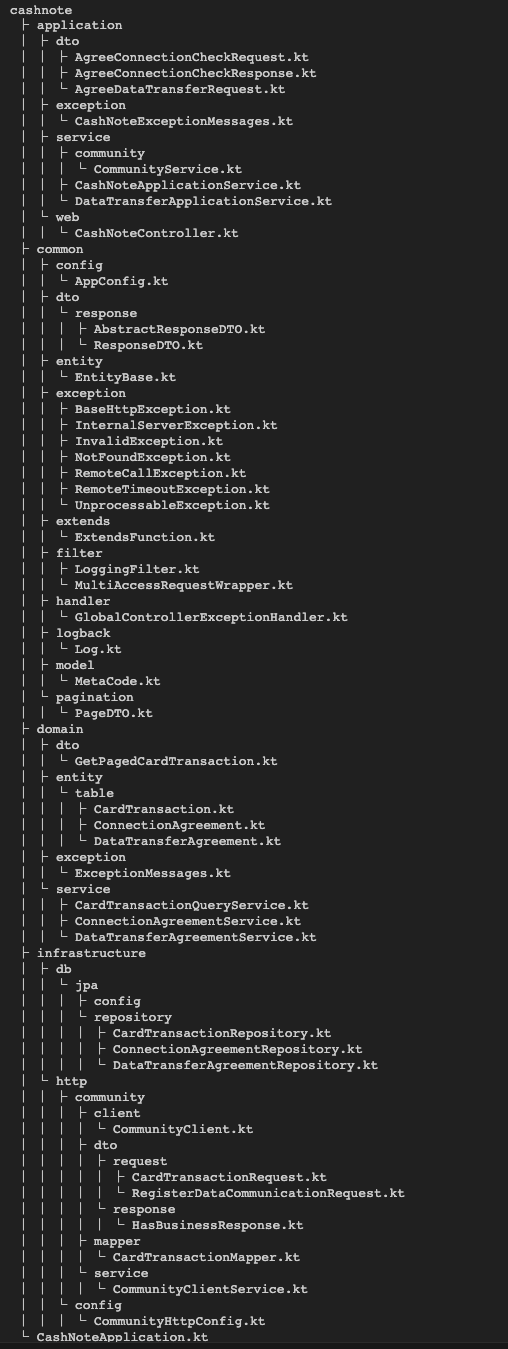 cashnote
├ application
│ ├ dto
│ │ ├ AgreeConnectionCheckRequest.kt
│ │ ├ AgreeConnectionCheckResponse.kt
│ │ └ AgreeDataTransferRequest.kt
│ ├ exception
│ │ └ CashNoteExceptionMessages.kt
│ ├ service
│ │ ├ community
│ │ │ └ CommunityService.kt
│ │ ├ CashNoteApplicationService.kt
│ │ └ DataTransferApplicationService.kt
│ └ web
│ │ └ CashNoteController.kt
├ common
│ ├ config
│ │ └ AppConfig.kt
│ ├ dto
│ │ └ response
│ │ │ ├ AbstractResponseDTO.kt
│ │ │ └ ResponseDTO.kt
│ ├ entity
│ │ └ EntityBase.kt
│ ├ exception
│ │ ├ BaseHttpException.kt
│ │ ├ InternalServerException.kt
│ │ ├ InvalidException.kt
│ │ ├ NotFoundException.kt
│ │ ├ RemoteCallException.kt
│ │ ├ RemoteTimeoutException.kt
│ │ └ UnprocessableException.kt
│ ├ extends
│ │ └ ExtendsFunction.kt
│ ├ filter
│ │ ├ LoggingFilter.kt
│ │ └ MultiAccessRequestWrapper.kt
│ ├ handler
│ │ └ GlobalControllerExceptionHandler.kt
│ ├ logback
│ │ └ Log.kt
│ ├ model
│ │ └ MetaCode.kt
│ └ pagination
│ │ └ PageDTO.kt
├ domain
│ ├ dto
│ │ └ GetPagedCardTransaction.kt
│ ├ entity
│ │ └ table
│ │ │ ├ CardTransaction.kt
│ │ │ ├ ConnectionAgreement.kt
│ │ │ └ DataTransferAgreement.kt
│ ├ exception
│ │ └ ExceptionMessages.kt
│ └ service
│ │ ├ CardTransactionQueryService.kt
│ │ ├ ConnectionAgreementService.kt
│ │ └ DataTransferAgreementService.kt
├ infrastructure
│ ├ db
│ │ └ jpa
│ │ │ ├ config
│ │ │ └ repository
│ │ │ │ ├ CardTransactionRepository.kt
│ │ │ │ ├ ConnectionAgreementRepository.kt
│ │ │ │ └ DataTransferAgreementRepository.kt
│ └ http
│ │ ├ community
│ │ │ ├ client
│ │ │ │ └ CommunityClient.kt
│ │ │ ├ dto
│ │ │ │ ├ request
│ │ │ │ │ ├ CardTransactionRequest.kt
│ │ │ │ │ └ RegisterDataCommunicationRequest.kt
│ │ │ │ └ response
│ │ │ │ │ └ HasBusinessResponse.kt
│ │ │ ├ mapper
│ │ │ │ └ CardTransactionMapper.kt
│ │ │ └ service
│ │ │ │ └ CommunityClientService.kt
│ │ └ config
│ │ │ └ CommunityHttpConfig.kt
└ CashNoteApplication.kt